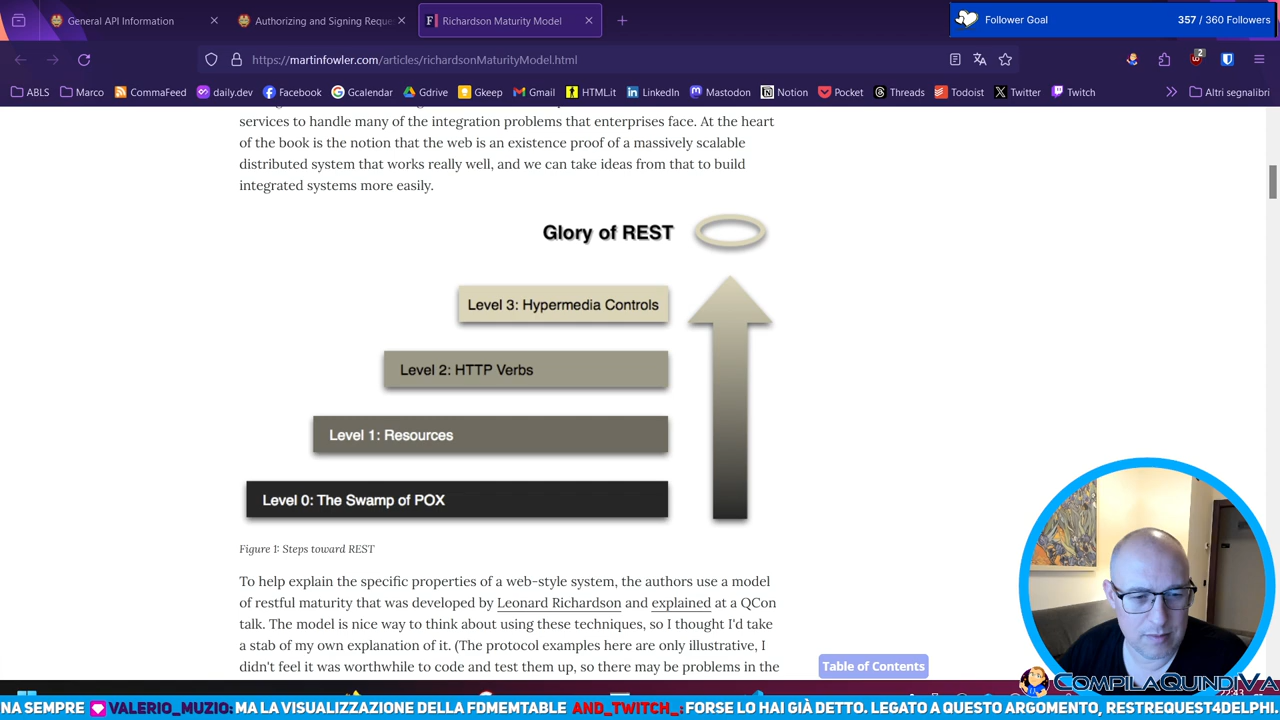 General API Information
Authorizing and Signing Reque
Richardson Maturity Model
Follower Goal
357 / 360 Followers
https://martinfowler.com/articles/richardsonMaturityModel.html
2
ABLS
Marco
CommaFeed
daily.dev
Facebook
Gcalendar
Gdrive
Gkeep
Gmail
HTML.it
LinkedIn
Mastodon
Notion
Pocket
Threads
Todoist
Twitter
Twitch
Altri segnalibri
services to handle many of the integration problems that enterprises face. At the heart
of the book is the notion that the web is an existence proof of a massively scalable
distributed system that works really well, and we can take ideas from that to build
integrated systems more easily.
Glory of REST
Level 3: Hypermedia Controls
Level 2: HTTP Verbs
Level 1: Resources
Level 0: The Swamp of POX
Figure 1: Steps toward REST
To help explain the specific properties of a web-style system, the authors use a model
of restful maturity that was developed by Leonard Richardson and explained at a QCon
talk. The model is nice way to think about using these techniques, so I thought I'd take
a stab of my own explanation of it. (The protocol examples here are only illustrative, I
didn't feel it was worthwhile to code and test them up, so there may be problems in the
Table of Contents
COMPILAQUINDIVA
NA SEMPRE VALERIO_MUZIO: MA LA VISUALIZZAZIONE DELLA FDMEMTABLE AND_TWITCH_: FORSE LO HAI GIÀ DETTO. LEGATO A QUESTO ARGOMENTO, RESTREQUEST4DELPHI.